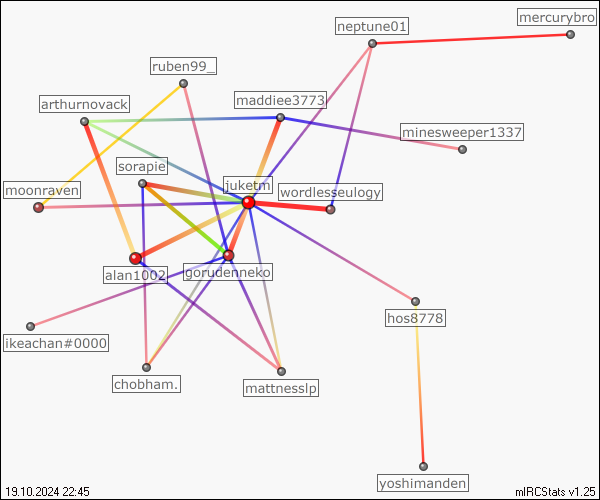 mercurybro
neptune01
ruben99_
arthurnovack
maddiee3773
minesweeper1337
sorapie
juketm
moonraven
wordlesseulogy
alan1002
gorudenneko
hos8778
ikeachan#0000
chobham.
mattnesslp
yoshimanden
19.10.2024 22:45
mIRCStats v1.25